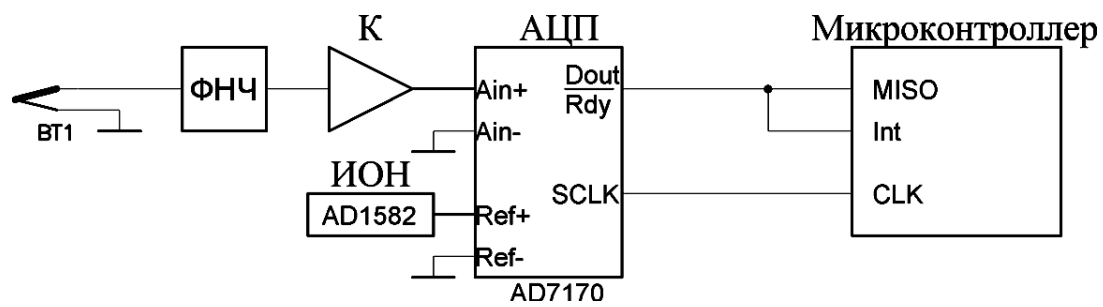 К
АЦП
Микроконтроллер
ФНЧ
BT1
Ain+
Dout
Rdy
MISO
Ain-
Int
ИОН
AD1582
Ref+
SCLK
CLK
Ref-
AD7170